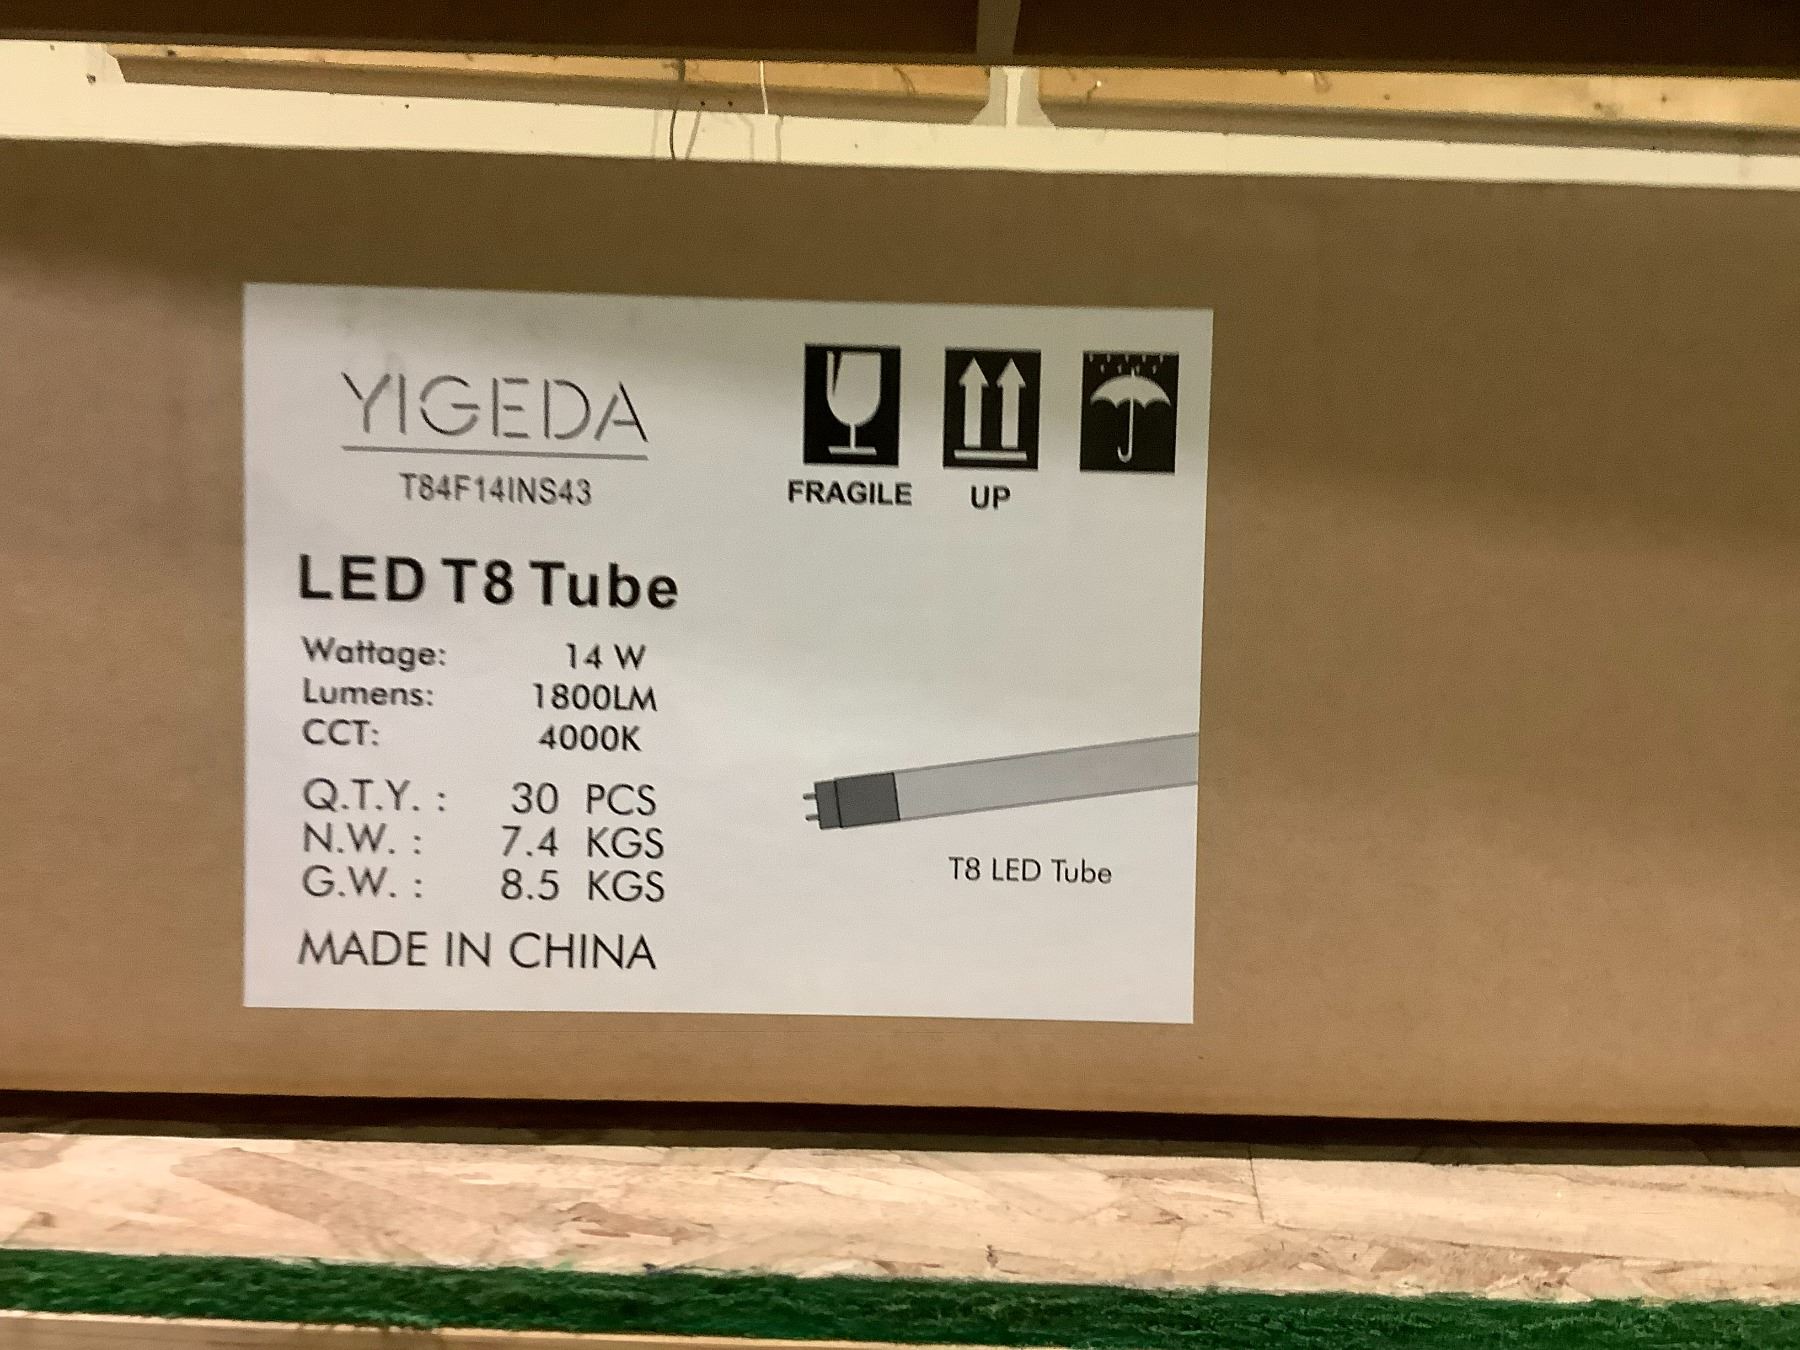 YIGEDA
T84F14INS43
FRAGILE
UP
LED T8 Tube
Wattage: 14 W
Lumens: 1800LM
CCT: 4000K
Q.T.Y. : 30 PCS
N.W. : 7.4 KGS
G.W. : 8.5 KGS
MADE IN CHINA
T8 LED Tube